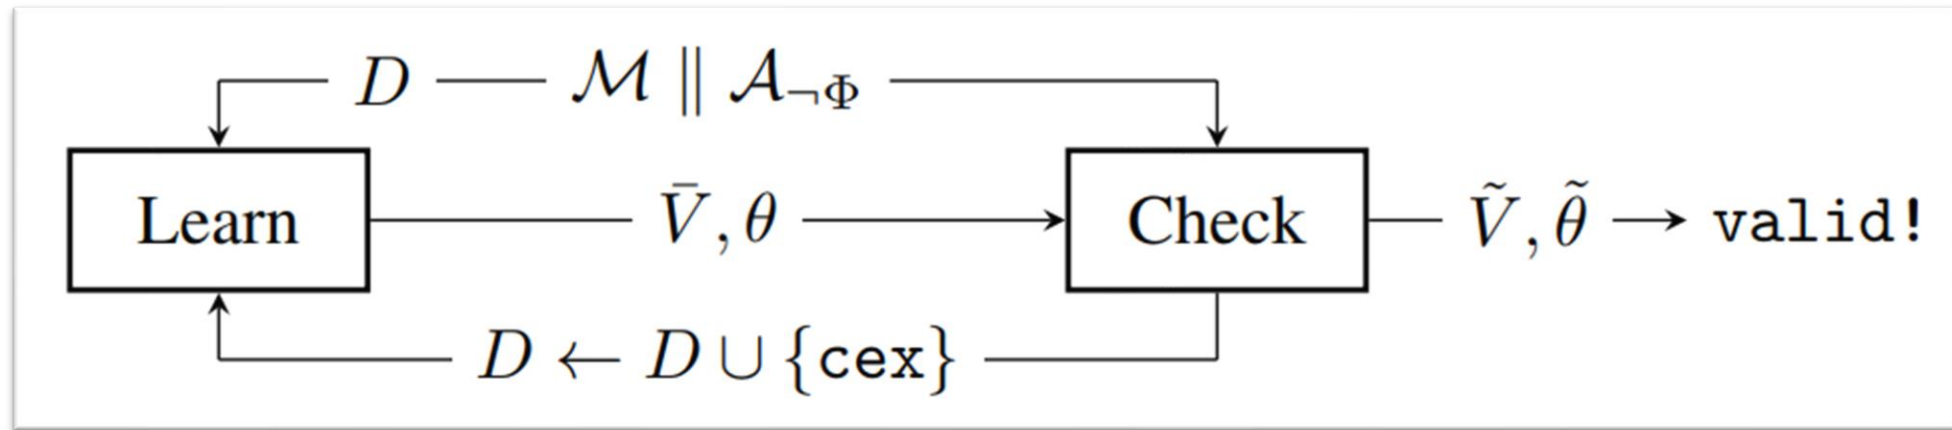 D M ∥ A¬Φ
Learn V̄, θ Check Ṽ, θ̃ valid!
D ← D ∪ {cex}